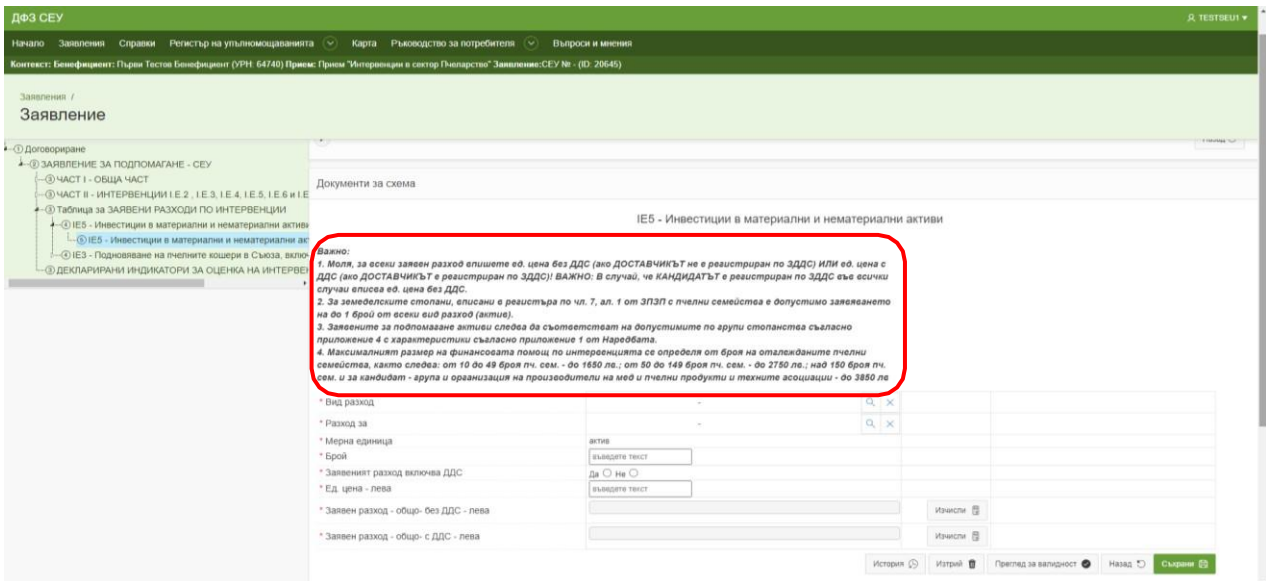 ДФЗ СЕУ
TESTSEU1
Начало Заявления Справки Регистър на упълномощаванията Карта Ръководство за потребителя Въпроси и мнения
Контекст: Бенефициент: Първи Тестов Бенефициент (УРН: 64740) Прием: Прием "Интервенции в сектор Пчеларство" Заявление:СЕУ № - (ID: 20645)
Заявления /
Заявление
Назад
1 Договориране
2 ЗАЯВЛЕНИЕ ЗА ПОДПОМАГАНЕ - СЕУ
3 ЧАСТ I - ОБЩА ЧАСТ
3 ЧАСТ II - ИНТЕРВЕНЦИИ I.E.2 , I.E.3, I.E.4, I.E.5, I.E.6 и I.E
3 Таблица за ЗАЯВЕНИ РАЗХОДИ ПО ИНТЕРВЕНЦИИ
4 IE5 - Инвестиции в материални и нематериални активи
5 IE5 - Инвестиции в материални и нематериални ак
4 IE3 - Подновяване на пчелните кошери в Съюза, вклю
3 ДЕКЛАРИРАНИ ИНДИКАТОРИ ЗА ОЦЕНКА НА ИНТЕРВЕ
Документи за схема
IE5 - Инвестиции в материални и нематериални активи
Важно:
1. Моля, за всеки заявен разход впишете ед. цена без ДДС (ако ДОСТАВЧИКЪТ не е регистриран по ЗДДС) ИЛИ ед. цена с
ДДС (ако ДОСТАВЧИКЪТ е регистриран по ЗДДС)! ВАЖНО: В случай, че КАНДИДАТЪТ е регистриран по ЗДДС във всички
случаи вписва ед. цена без ДДС.
2. За земеделските стопани, вписани в регистъра по чл. 7, ал. 1 от ЗПЗП с пчелни семейства е допустимо заявяването
на до 1 брой от всеки вид разход (актив).
3. Заявените за подпомагане активи следва да съответстват на допустимите по групи стопанства съгласно
приложение 4 с характеристики съгласно приложение 1 от Наредбата.
4. Максималният размер на финансовата помощ по интервенцията се определя от броя на отглежданите пчелни
семейства, както следва: от 10 до 49 броя пч. сем. - до 1650 лв.; от 50 до 149 броя пч. сем. - до 2750 лв.; над 150 броя пч.
сем. и за кандидат - група и организация на производители на мед и пчелни продукти и техните асоциации - до 3850 лв
* Вид разход -
* Разход за -
* Мерна единица актив
* Брой въведете текст
* Заявеният разход включва ДДС Да Не
* Ед. цена - лева въведете текст
* Заявен разход - общо- без ДДС - лева Изчисли
* Заявен разход - общо- с ДДС - лева Изчисли
История Изтрий Преглед за валидност Назад Съхрани